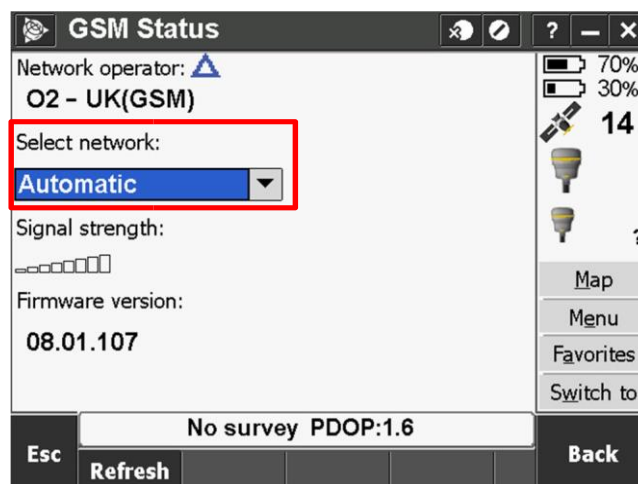 GSM Status
? – ×
Network operator:
O2 – UK(GSM)
Select network:
Automatic
Signal strength:
Firmware version:
08.01.107
70%
30%
14
?
Map
Menu
Favorites
Switch to
No survey PDOP:1.6
Esc
Refresh
Back